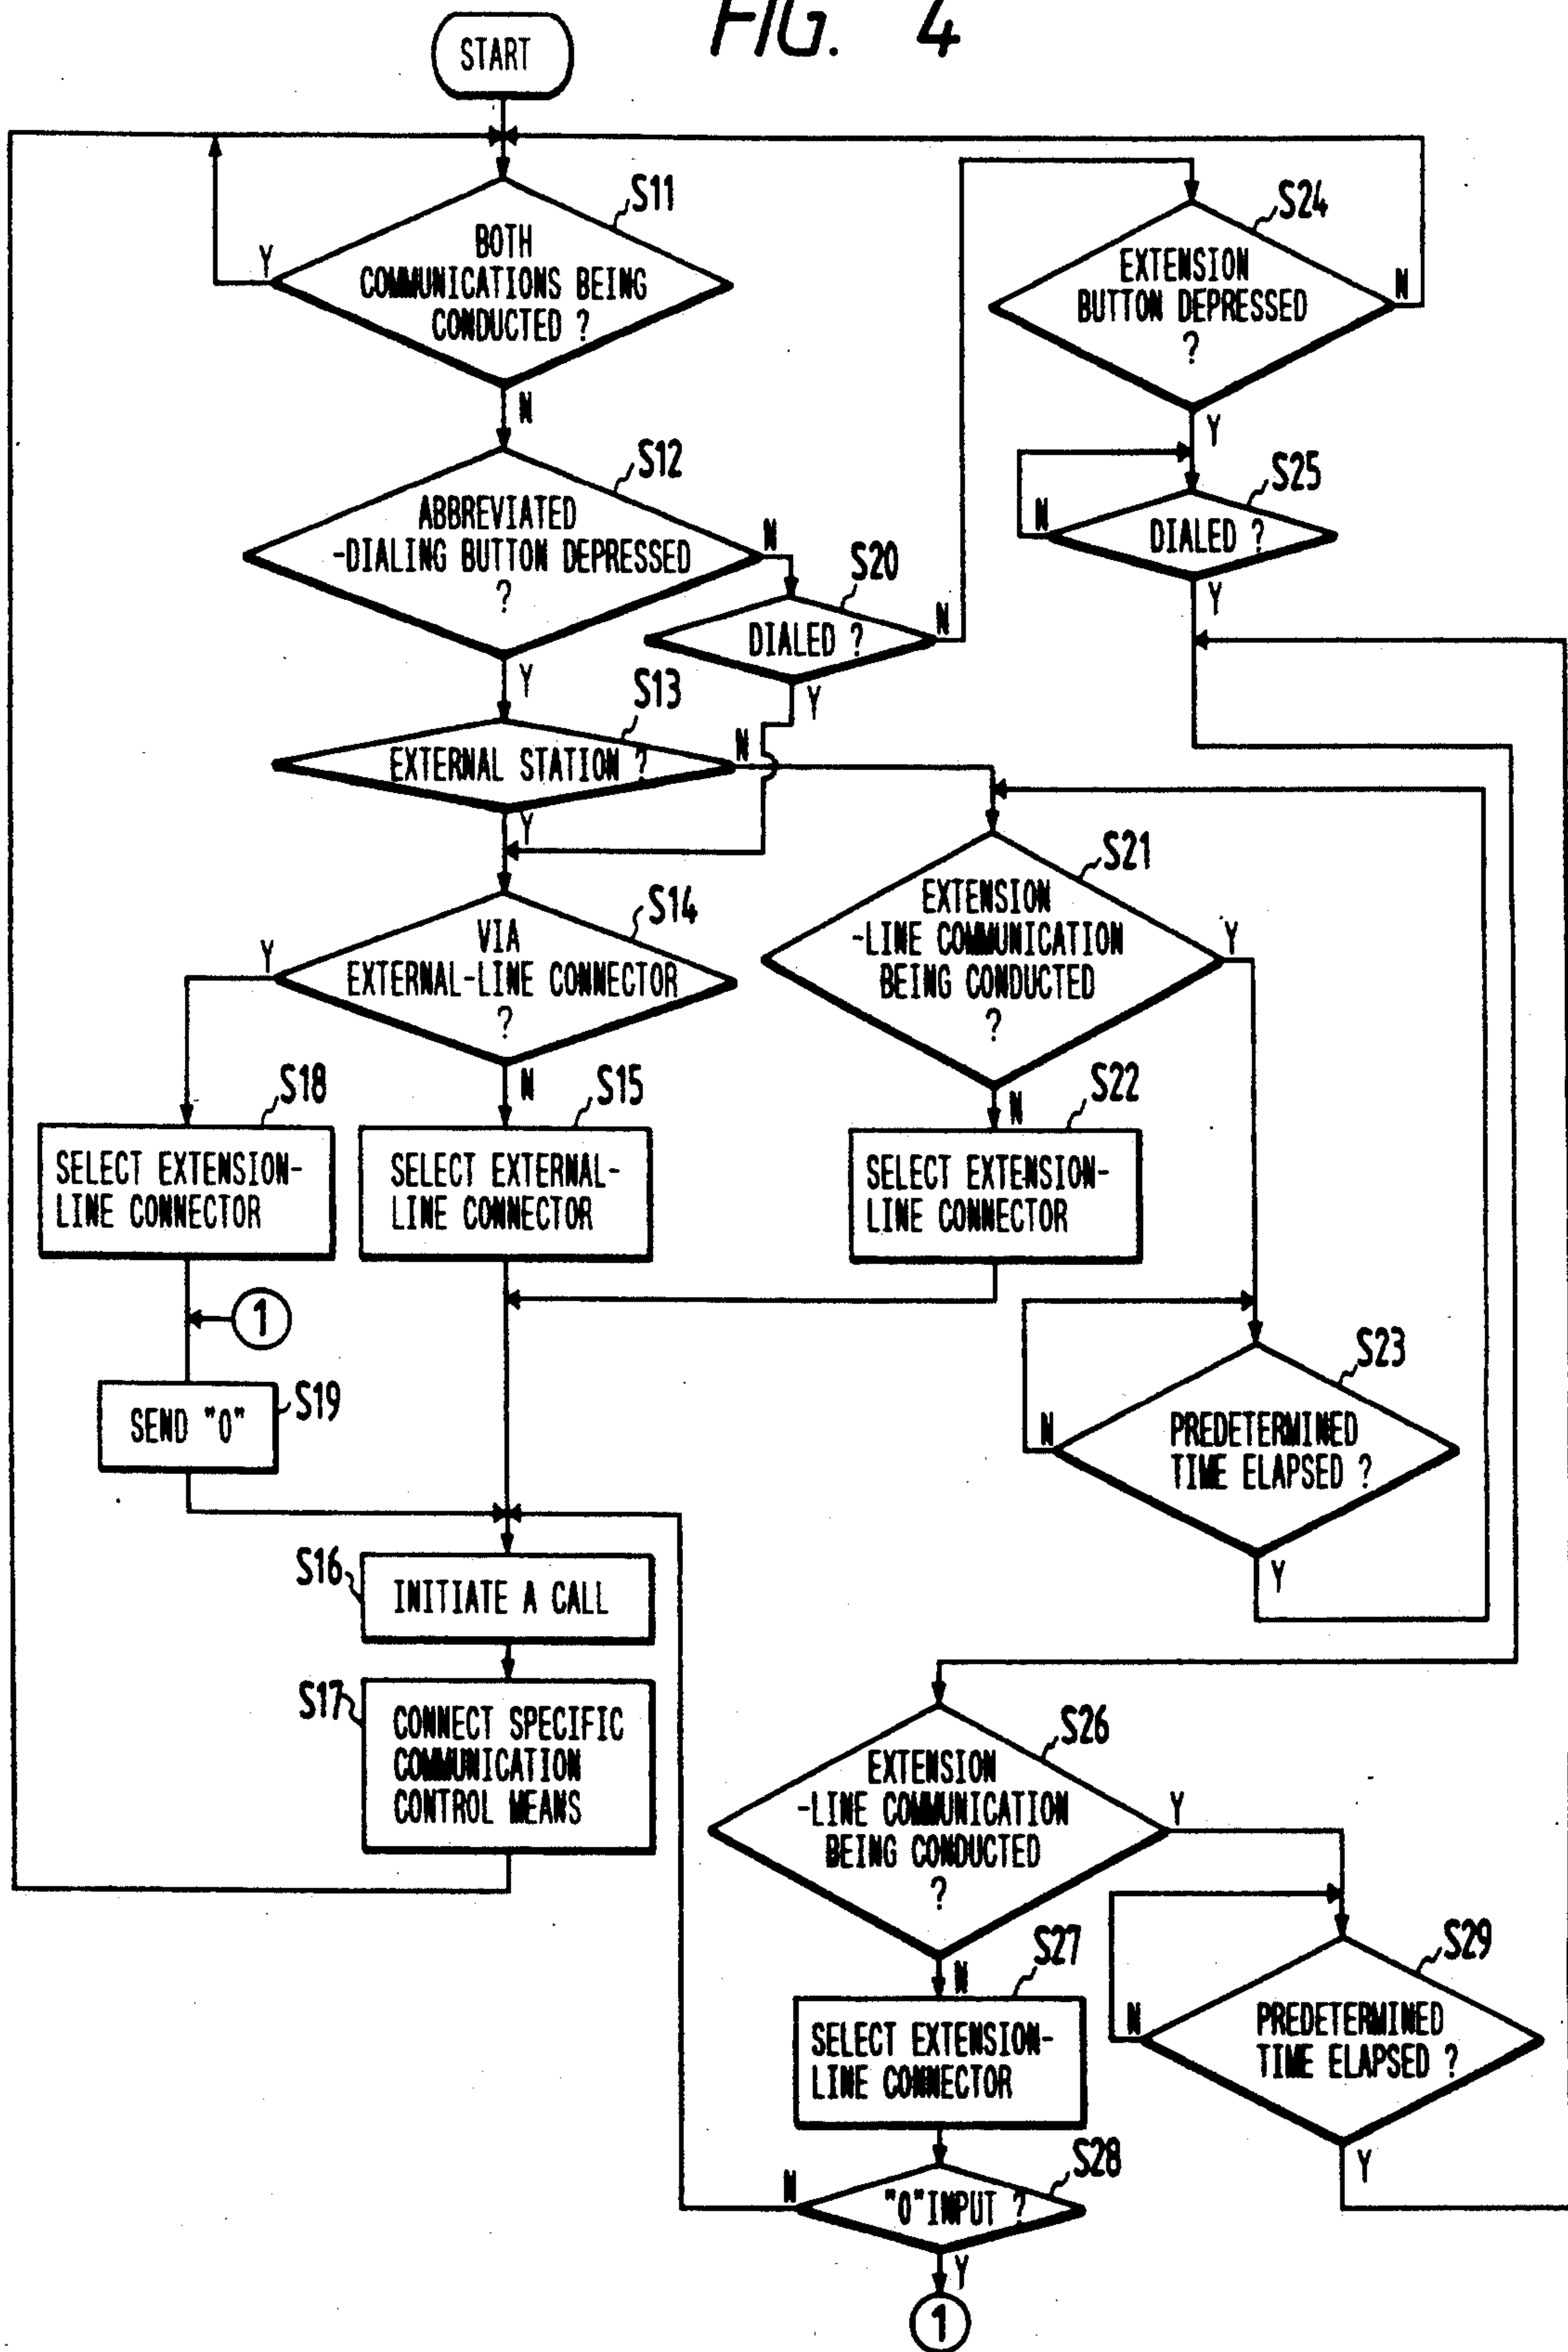 FIG. 4
START
S11
BOTH
COMMUNICATIONS BEING
CONDUCTED ?
Y
N
S24
EXTENSION
BUTTON DEPRESSED
?
N
Y
S12
ABBREVIATED
-DIALING BUTTON DEPRESSED
?
N
Y
S25
DIALED ?
N
Y
S20
DIALED ?
N
Y
S13
EXTERNAL STATION ?
N
Y
S14
VIA
EXTERNAL-LINE CONNECTOR
?
Y
N
S21
EXTENSION
-LINE COMMUNICATION
BEING CONDUCTED
?
Y
N
S18
SELECT EXTENSION-
LINE CONNECTOR
S15
SELECT EXTERNAL-
LINE CONNECTOR
S22
SELECT EXTENSION-
LINE CONNECTOR
1
S19
SEND "0"
S23
PREDETERMINED
TIME ELAPSED ?
N
Y
S16
INITIATE A CALL
S17
CONNECT SPECIFIC
COMMUNICATION
CONTROL MEANS
S26
EXTENSION
-LINE COMMUNICATION
BEING CONDUCTED
?
Y
N
S27
SELECT EXTENSION-
LINE CONNECTOR
S29
PREDETERMINED
TIME ELAPSED ?
N
Y
S28
"0"INPUT ?
N
Y
1